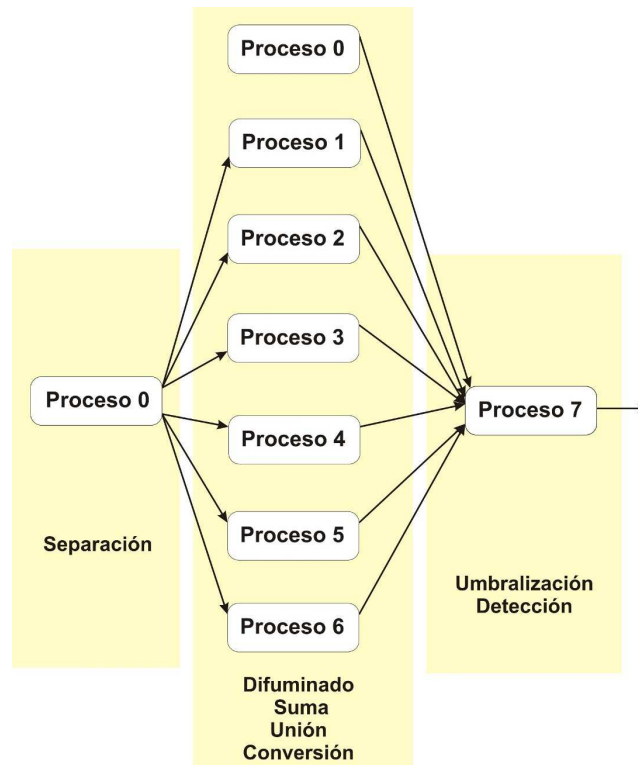 Proceso 0
Separación
Proceso 0
Proceso 1
Proceso 2
Proceso 3
Proceso 4
Proceso 5
Proceso 6
Difuminado
Suma
Unión
Conversión
Proceso 7
Umbralización
Detección